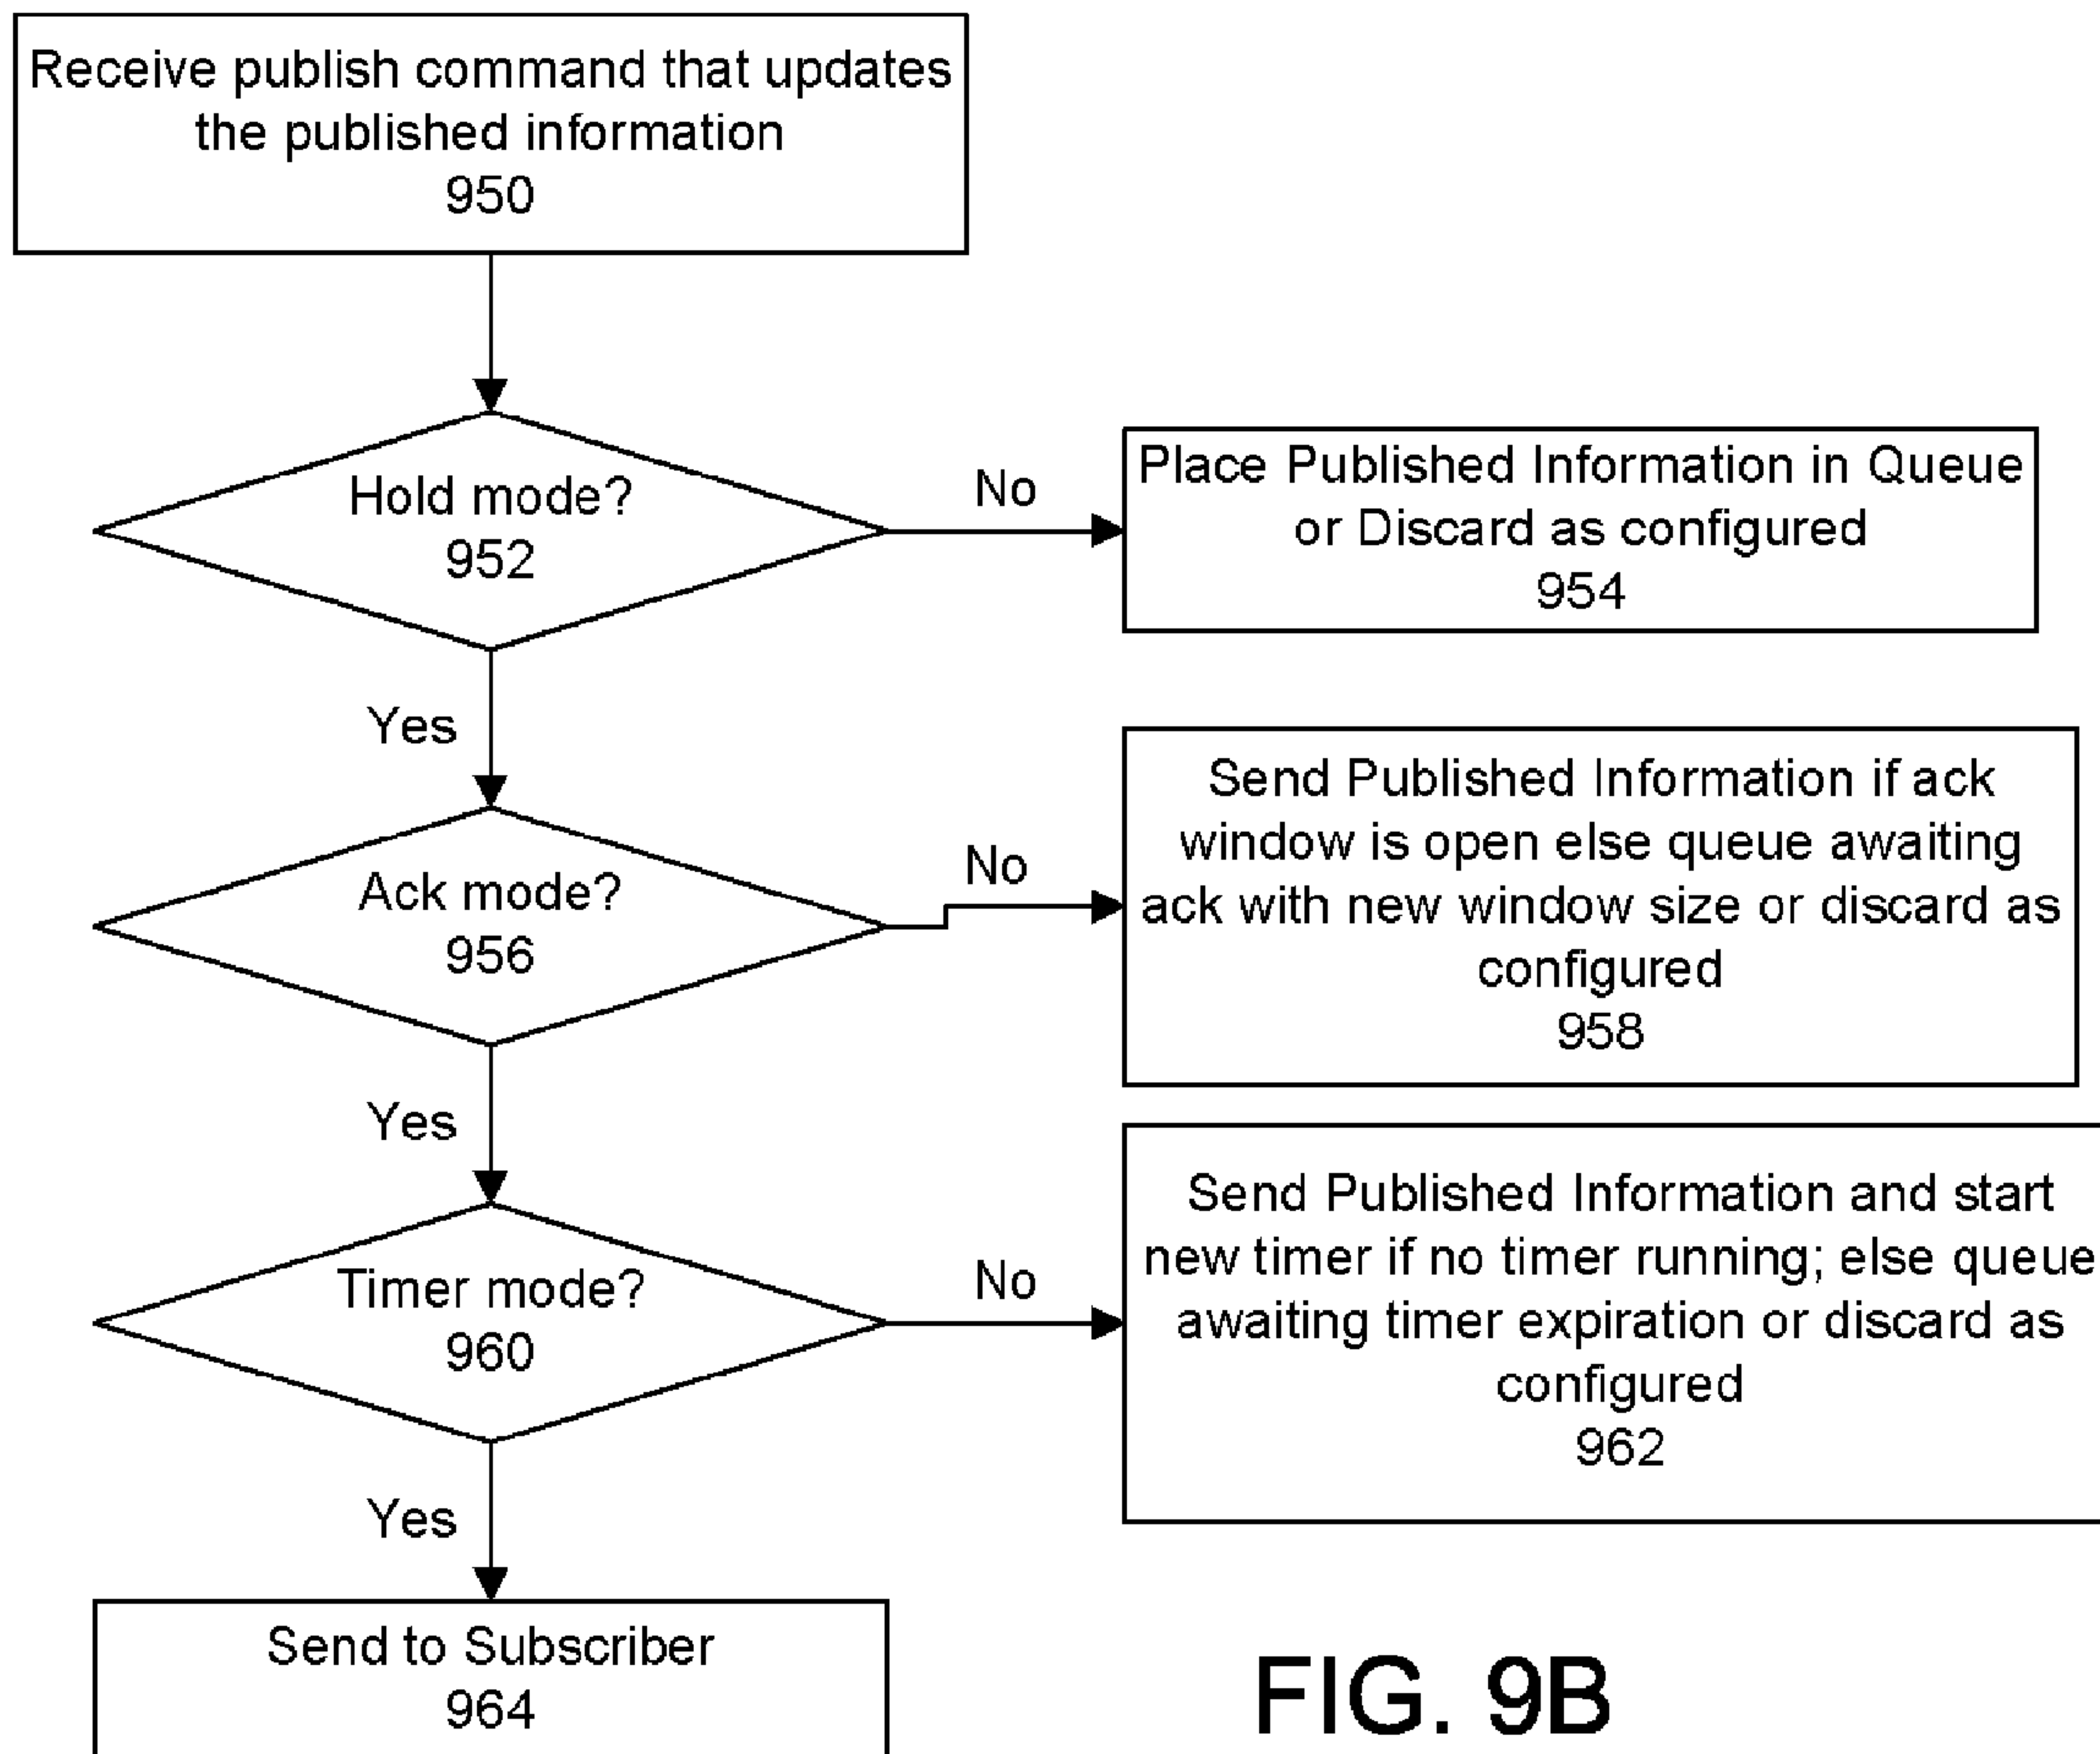 Receive publish command that updates
the published information
950
Hold mode?
952
No
Place Published Information in Queue
or Discard as configured
954
Yes
Ack mode?
956
No
Send Published Information if ack
window is open else queue awaiting
ack with new window size or discard as
configured
958
Yes
Timer mode?
960
No
Send Published Information and start
new timer if no timer running; else queue
awaiting timer expiration or discard as
configured
962
Yes
Send to Subscriber
964
FIG. 9B